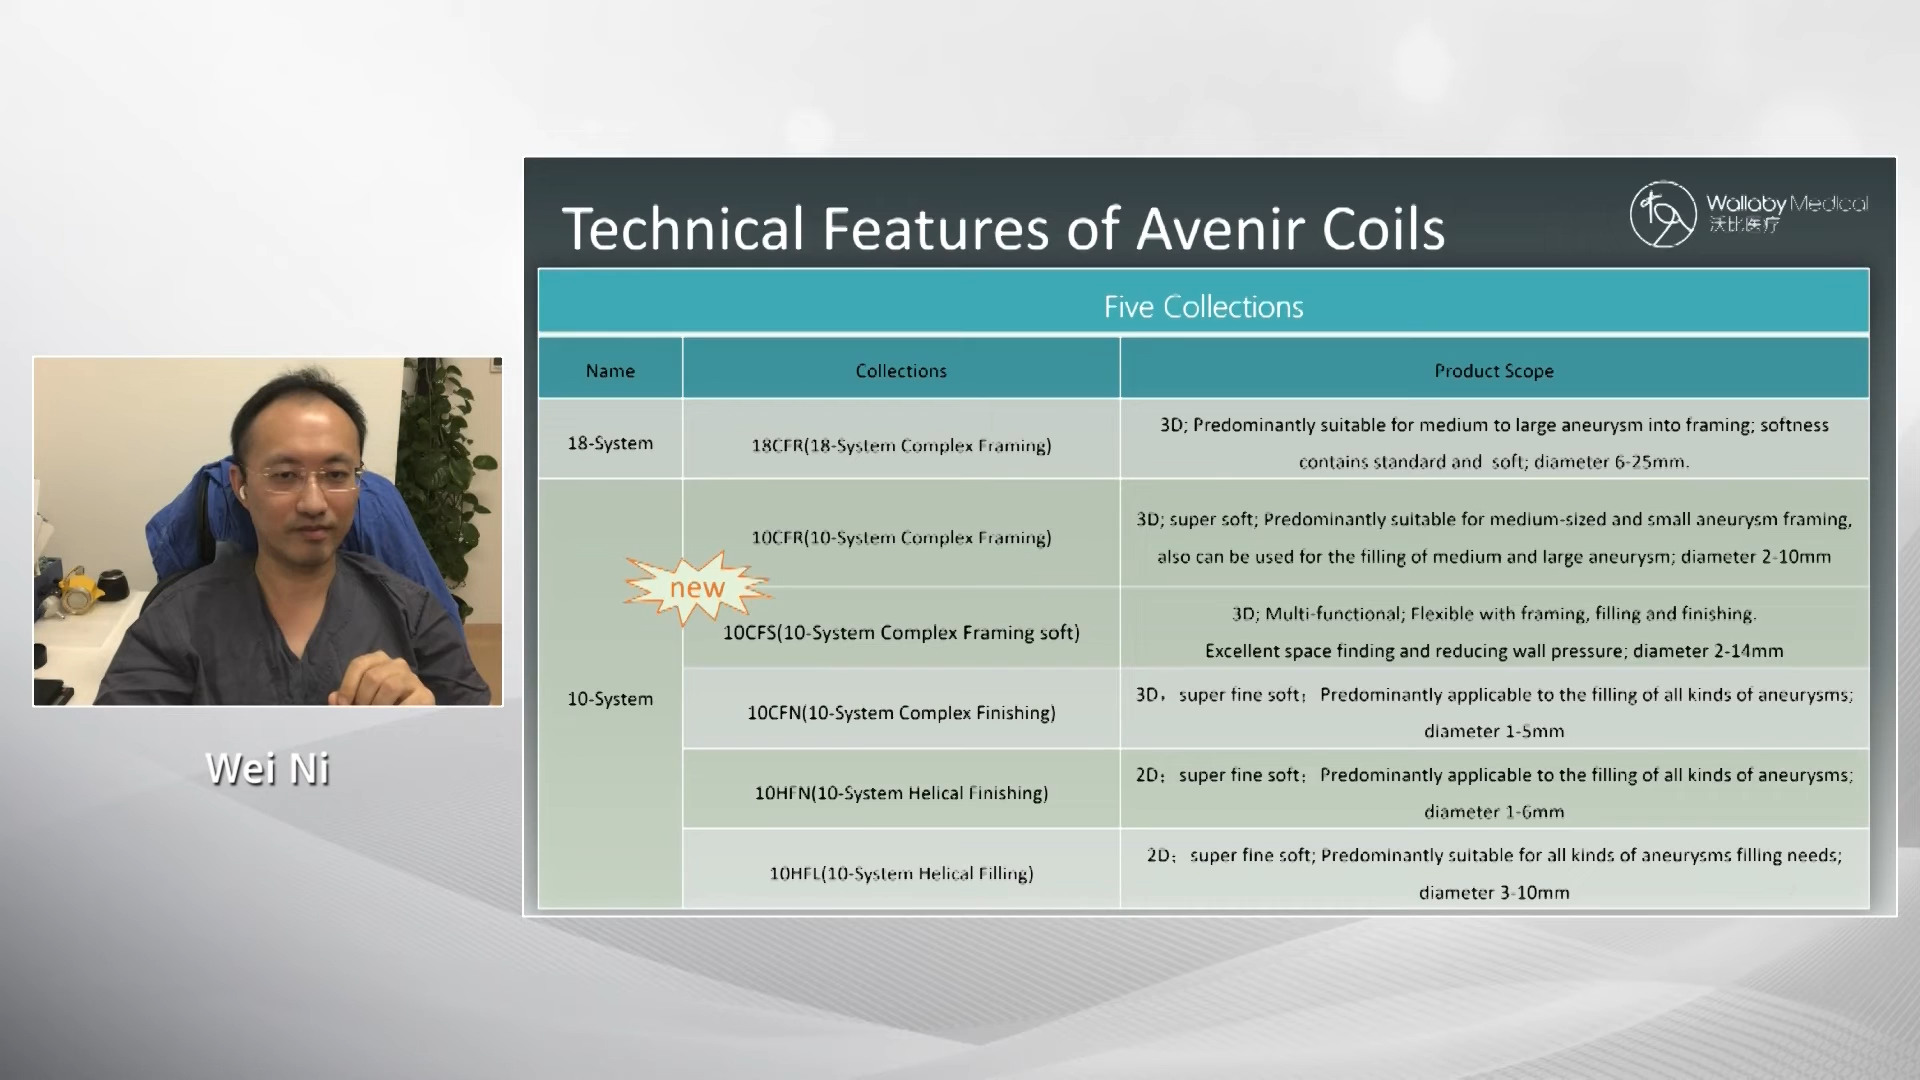 Technical Features of Avenir Coils
Wallaby Medical
沃比医疗
Five Collections
Name
Collections
Product Scope
18-System
18CFR(18-System Complex Framing)
3D; Predominantly suitable for medium to large aneurysm into framing; softness
contains standard and soft; diameter 6-25mm.
10-System
10CFR(10-System Complex Framing)
3D; super soft; Predominantly suitable for medium-sized and small aneurysm framing,
also can be used for the filling of medium and large aneurysm; diameter 2-10mm
new
10CFS(10-System Complex Framing soft)
3D; Multi-functional; Flexible with framing, filling and finishing.
Excellent space finding and reducing wall pressure; diameter 2-14mm
10CFN(10-System Complex Finishing)
3D，super fine soft；Predominantly applicable to the filling of all kinds of aneurysms;
diameter 1-5mm
10HFN(10-System Helical Finishing)
2D；super fine soft；Predominantly applicable to the filling of all kinds of aneurysms;
diameter 1-6mm
10HFL(10-System Helical Filling)
2D；super fine soft; Predominantly suitable for all kinds of aneurysms filling needs;
diameter 3-10mm
Wei Ni